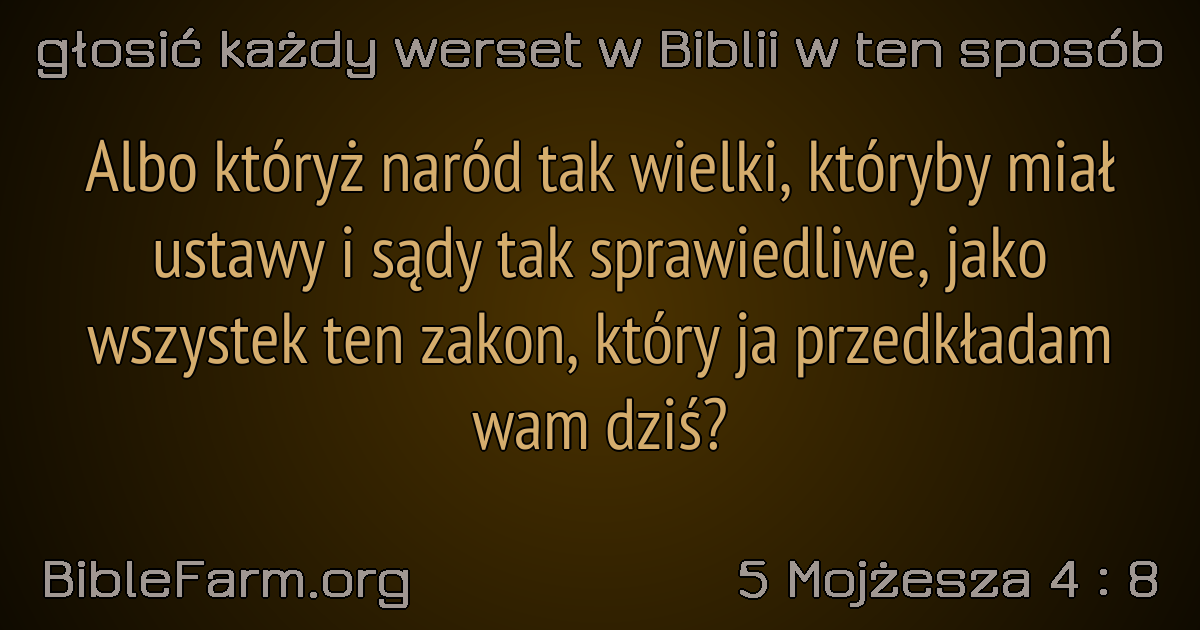 głosić każdy werset w Biblii w ten sposób
Albo któryż naród tak wielki, któryby miał
ustawy i sądy tak sprawiedliwe, jako
wszystek ten zakon, który ja przedkładam
wam dziś?
BibleFarm.org
5 Mojżesza 4 : 8